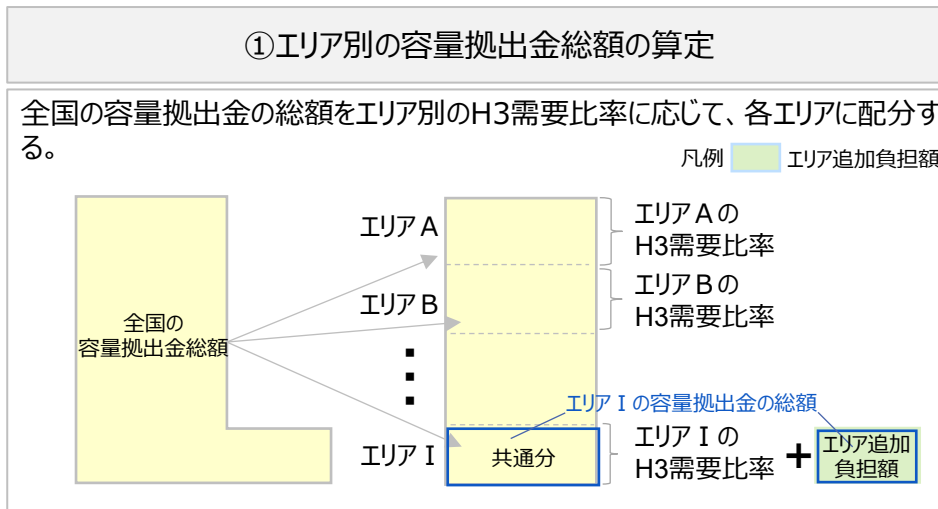 ①エリア別の容量拠出金総額の算定
全国の容量拠出金の総額をエリア別のH3需要比率に応じて、各エリアに配分す
る。
凡例 エリア追加負担額
エリア A
エリア A の
H3需要比率
エリア B
エリア B の
H3需要比率
全国の
容量拠出金総額
エリア I の容量拠出金の総額
エリア I
共通分
エリア I の
H3需要比率
+
エリア追加
負担額